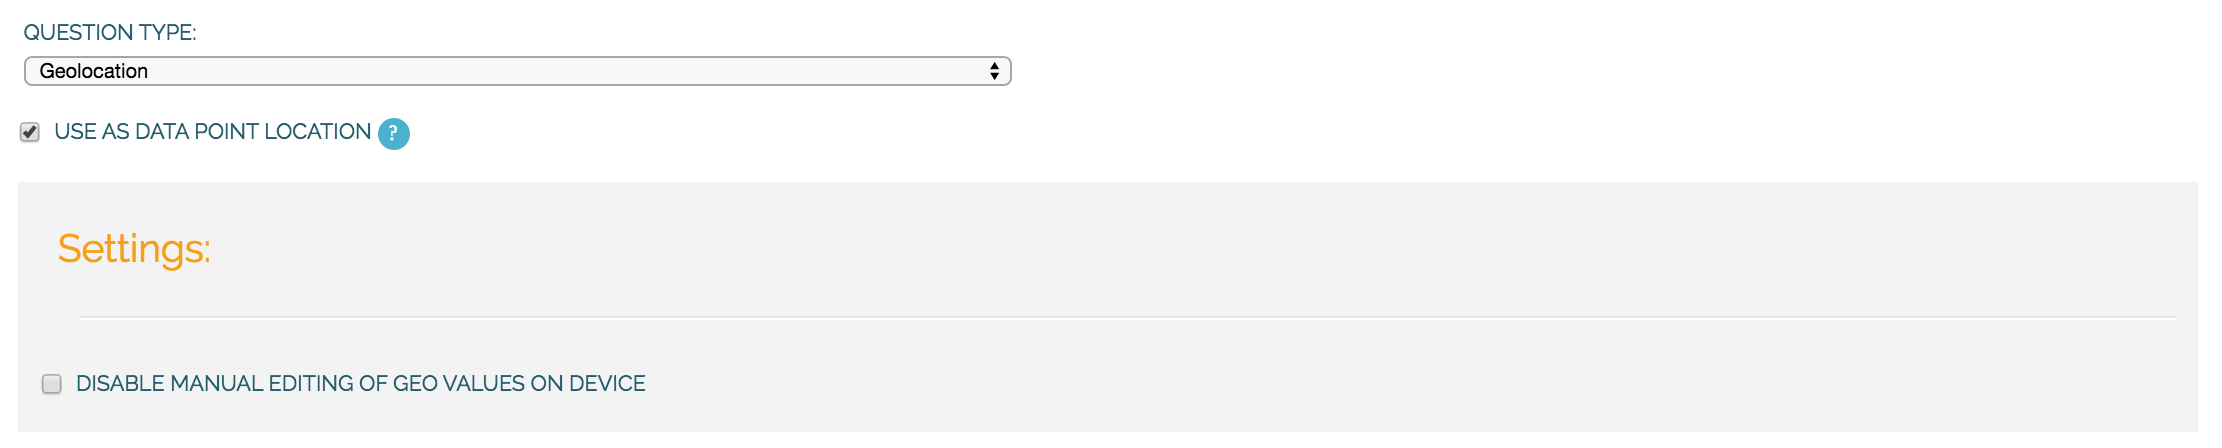 QUESTION TYPE:
Geolocation
USE AS DATA POINT LOCATION ?
Settings:
DISABLE MANUAL EDITING OF GEO VALUES ON DEVICE